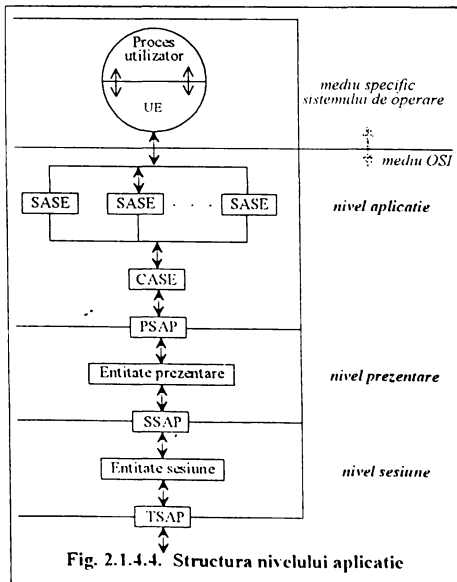 Proces
utilizator
UE
mediu specific
sistemului de operare
mediu OSI
SASE SASE . . . SASE
nivel aplicatie
CASE
PSAP
Entitate prezentare
nivel prezentare
SSAP
Entitate sesiune
nivel sesiune
TSAP
Fig. 2.1.4.4. Structura nivelului aplicatie